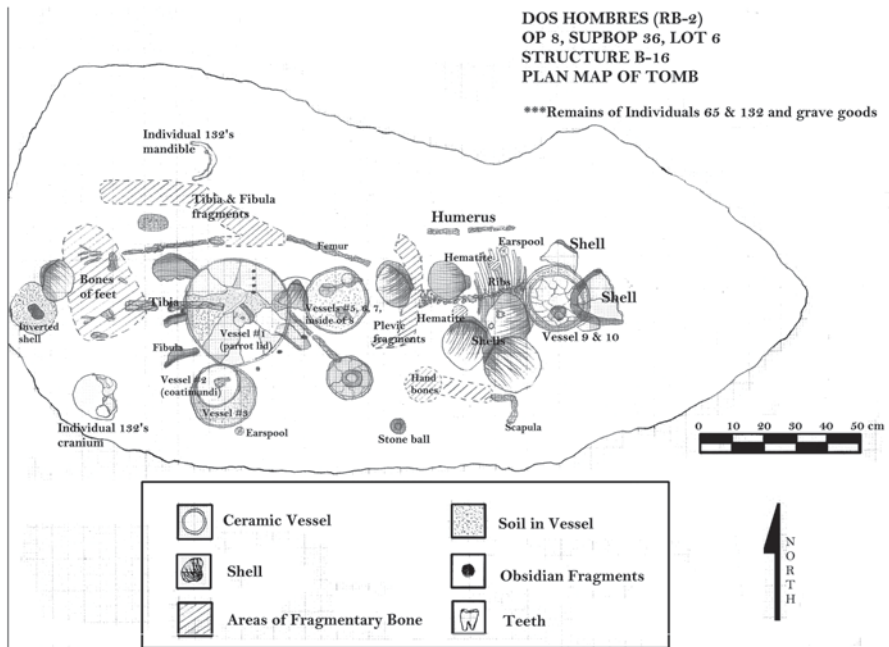 DOS HOMBRES (RB-2)
OP 8, SUPBOP 36, LOT 6
STRUCTURE B-16
PLAN MAP OF TOMB
***Remains of Individuals 65 & 132 and grave goods
Individual 132's
mandible
Tibia & Fibula
fragments
Humerus
Femur
Earspool
Shell
Hematite
Bones
of feet
Ribs
Tibia
Shell
Vessels #5, 6, 7,
inside of 8
Hematite
Inverted
shell
Vessel #1
(parrot lid)
Plevic
fragments
Shells
Vessel 9 & 10
Fibula
Vessel #2
(coatimundi)
Hand
bones
Vessel #3
Individual 132's
cranium
Earspool
Stone ball
Scapula
0 10 20 30 40 50 cm
Ceramic Vessel
Soil in Vessel
Shell
Obsidian Fragments
Areas of Fragmentary Bone
Teeth
NORTH